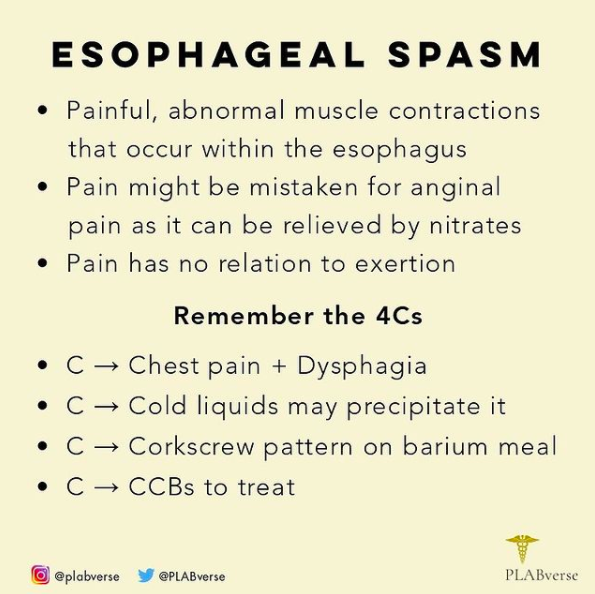 ESOPHAGEAL SPASM
• Painful, abnormal muscle contractions
that occur within the esophagus
• Pain might be mistaken for anginal
pain as it can be relieved by nitrates
• Pain has no relation to exertion
Remember the 4Cs
• C → Chest pain + Dysphagia
• C → Cold liquids may precipitate it
• C → Corkscrew pattern on barium meal
• C → CCBs to treat
@plabverse @PLABverse
PLABverse